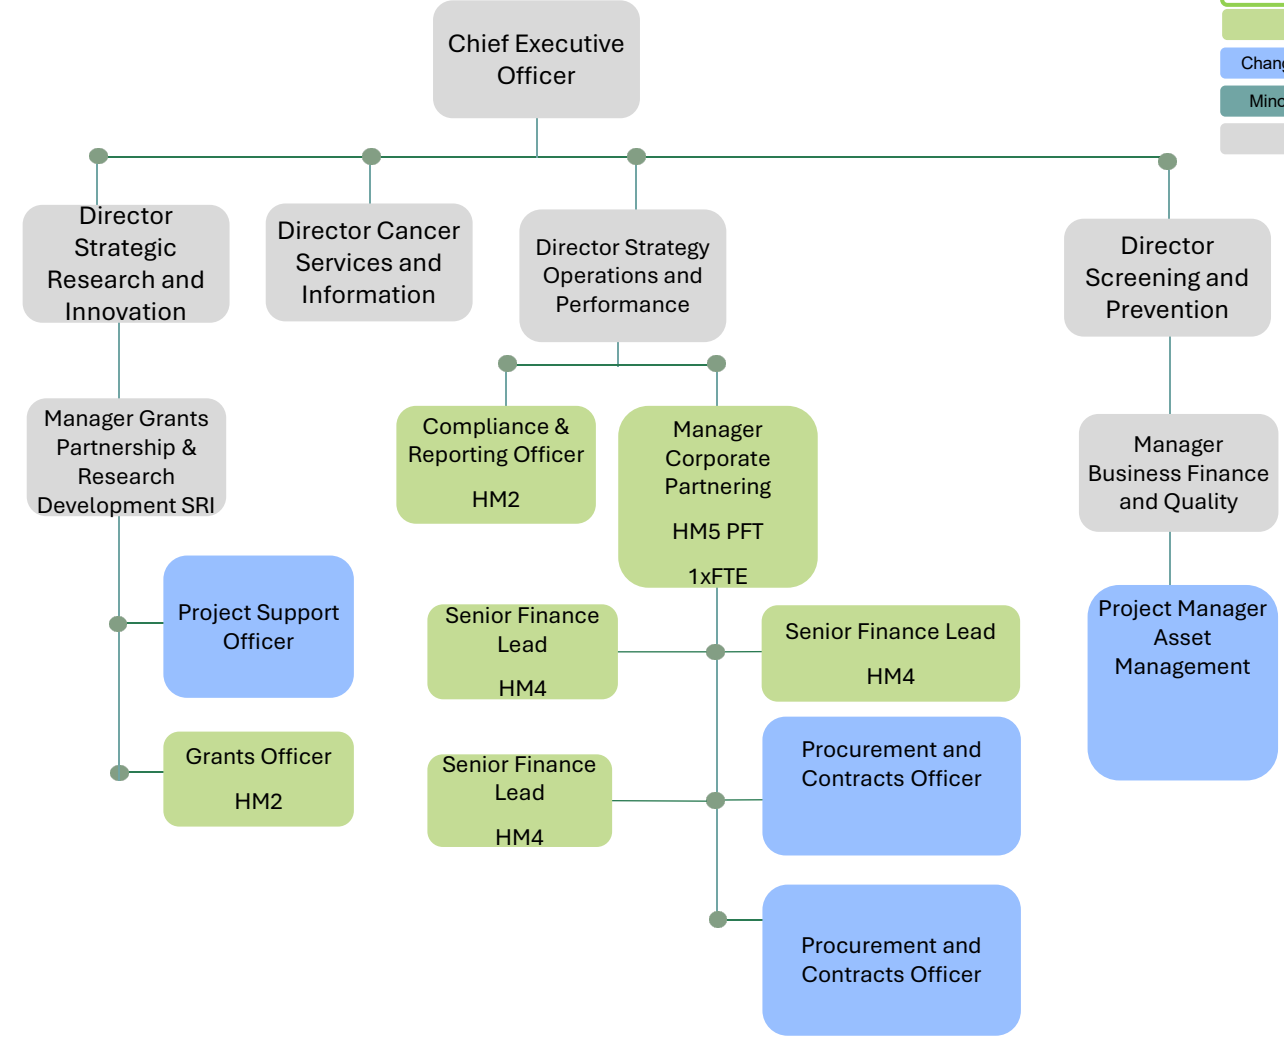 Chief Executive
Officer
Chang
Mino
Director
Strategic
Research and
Innovation
Director Cancer
Services and
Information
Director Strategy
Operations and
Performance
Director
Screening and
Prevention
Manager Grants
Partnership &
Research
Development SRI
Compliance &
Reporting Officer
HM2
Manager
Corporate
Partnering
HM5 PFT
1xFTE
Manager
Business Finance
and Quality
Project Support
Officer
Senior Finance
Lead
HM4
Senior Finance Lead
HM4
Project Manager
Asset
Management
Grants Officer
HM2
Senior Finance
Lead
HM4
Procurement and
Contracts Officer
Procurement and
Contracts Officer